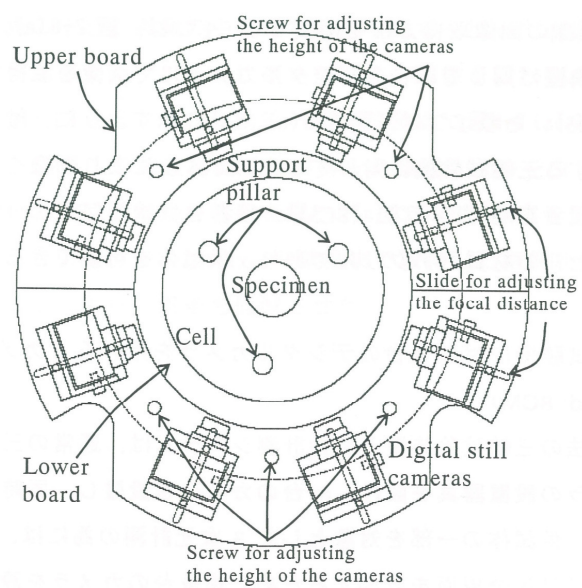 Screw for adjusting
the height of the cameras
Upper board
Support
pillar
Specimen
Slide for adjusting
the focal distance
Cell
Lower
board
Digital still
cameras
Screw for adjusting
the height of the cameras